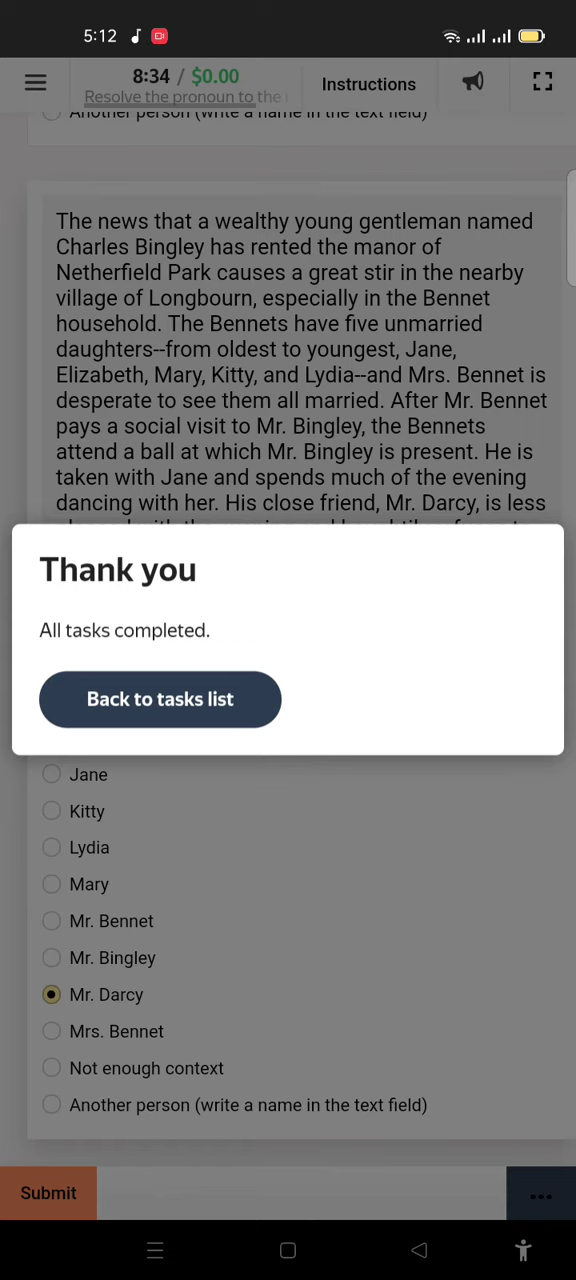 5:12
8:34 / $0.00
Resolve the pronoun to the
Instructions
Another person (write a name in the text field)
The news that a wealthy young gentleman named
Charles Bingley has rented the manor of
Netherfield Park causes a great stir in the nearby
village of Longbourn, especially in the Bennet
household. The Bennets have five unmarried
daughters--from oldest to youngest, Jane,
Elizabeth, Mary, Kitty, and Lydia--and Mrs. Bennet is
desperate to see them all married. After Mr. Bennet
pays a social visit to Mr. Bingley, the Bennets
attend a ball at which Mr. Bingley is present. He is
taken with Jane and spends much of the evening
dancing with her. His close friend, Mr. Darcy, is less
Thank you
All tasks completed.
Back to tasks list
Jane
Kitty
Lydia
Mary
Mr. Bennet
Mr. Bingley
Mr. Darcy
Mrs. Bennet
Not enough context
Another person (write a name in the text field)
Submit